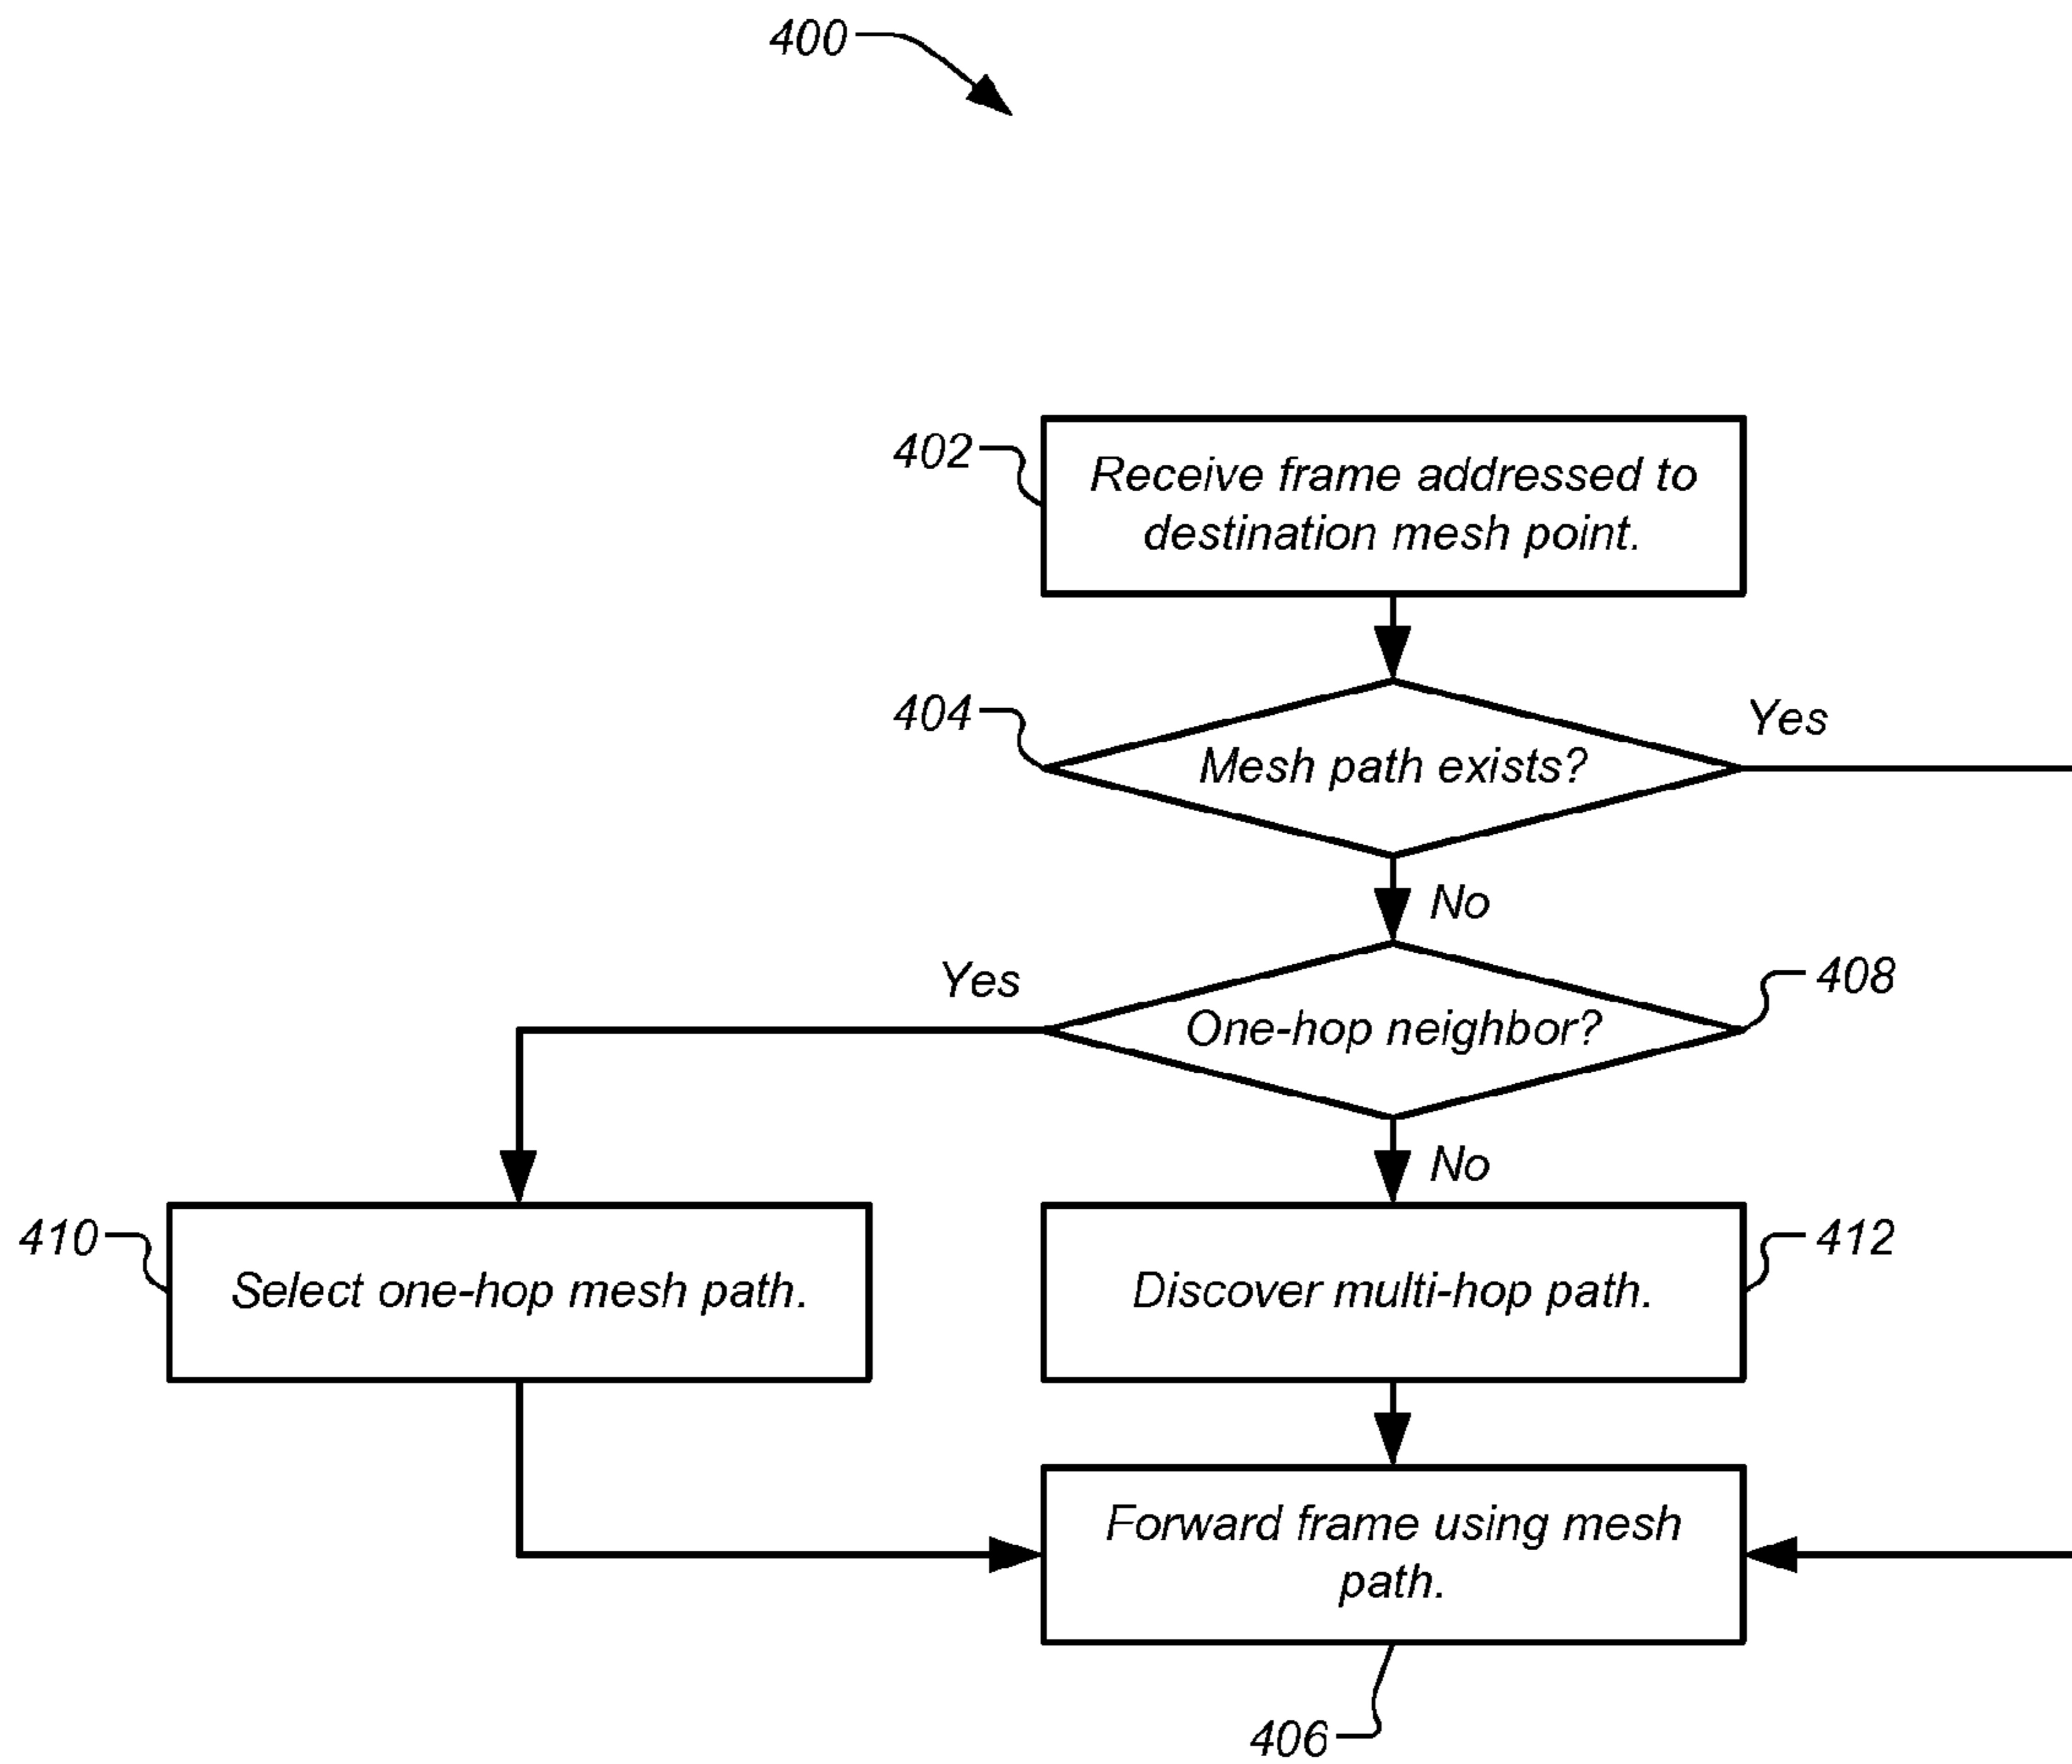 400
402
Receive frame addressed to
destination mesh point.
404
Mesh path exists?
Yes
No
Yes
One-hop neighbor?
408
No
410
Select one-hop mesh path.
Discover multi-hop path.
412
Forward frame using mesh
path.
406